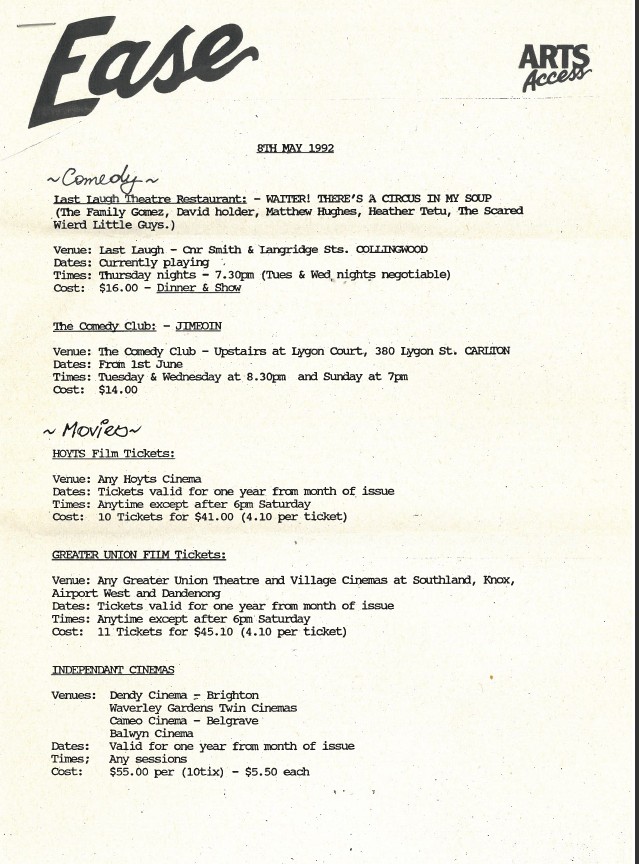 Ease
ARTS
Access
8TH MAY 1992
~Comedy~
Last Laugh Theatre Restaurant: - WAITER! THERE'S A CIRCUS IN MY SOUP
(The Family Gomez, David holder, Matthew Hughes, Heather Tetu, The Scared
Wierd Little Guys.)
Venue: Last Laugh - Cnr Smith & Langridge Sts. COLLINGWOOD
Dates: Currently playing
Times: Thursday nights - 7.30pm (Tues & Wed nights negotiable)
Cost: $16.00 - Dinner & Show
The Comedy Club: - JIMEOIN
Venue: The Comedy Club - Upstairs at Lygon Court, 380 Lygon St. CARLTON
Dates: From 1st June
Times: Tuesday & Wednesday at 8.30pm and Sunday at 7pm
Cost: $14.00
~ Movies~
HOYTS Film Tickets:
Venue: Any Hoyts Cinema
Dates: Tickets valid for one year from month of issue
Times: Anytime except after 6pm Saturday
Cost: 10 Tickets for $41.00 (4.10 per ticket)
GREATER UNION FILM Tickets:
Venue: Any Greater Union Theatre and Village Cinemas at Southland, Knox,
Airport West and Dandenong
Dates: Tickets valid for one year from month of issue
Times: Anytime except after 6pm Saturday
Cost: 11 Tickets for $45.10 (4.10 per ticket)
INDEPENDANT CINEMAS
Venues: Dendy Cinema - Brighton
Waverley Gardens Twin Cinemas
Cameo Cinema - Belgrave
Balwyn Cinema
Dates: Valid for one year from month of issue
Times; Any sessions
Cost: $55.00 per (10tix) - $5.50 each